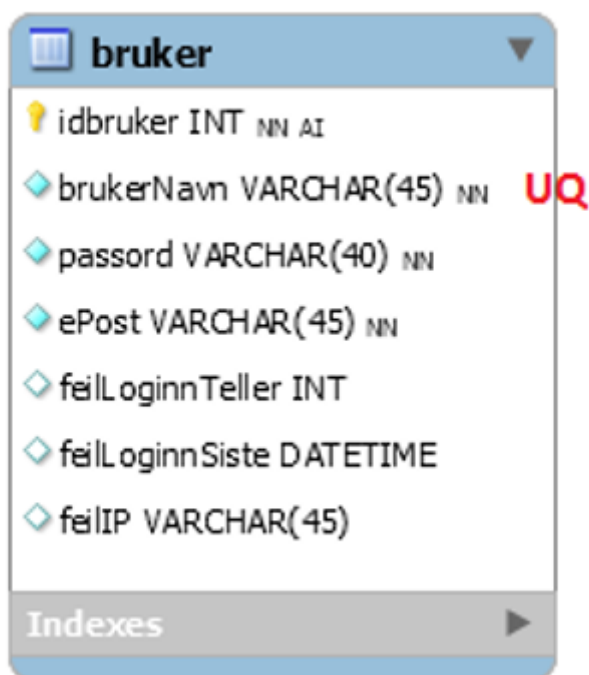 bruker
idbruker INT NN AI
brukerNavn VARCHAR(45) NN UQ
passord VARCHAR(40) NN
ePost VARCHAR(45) NN
feilLoginnTeller INT
feilLoginnSiste DATETIME
feilIP VARCHAR(45)
Indexes